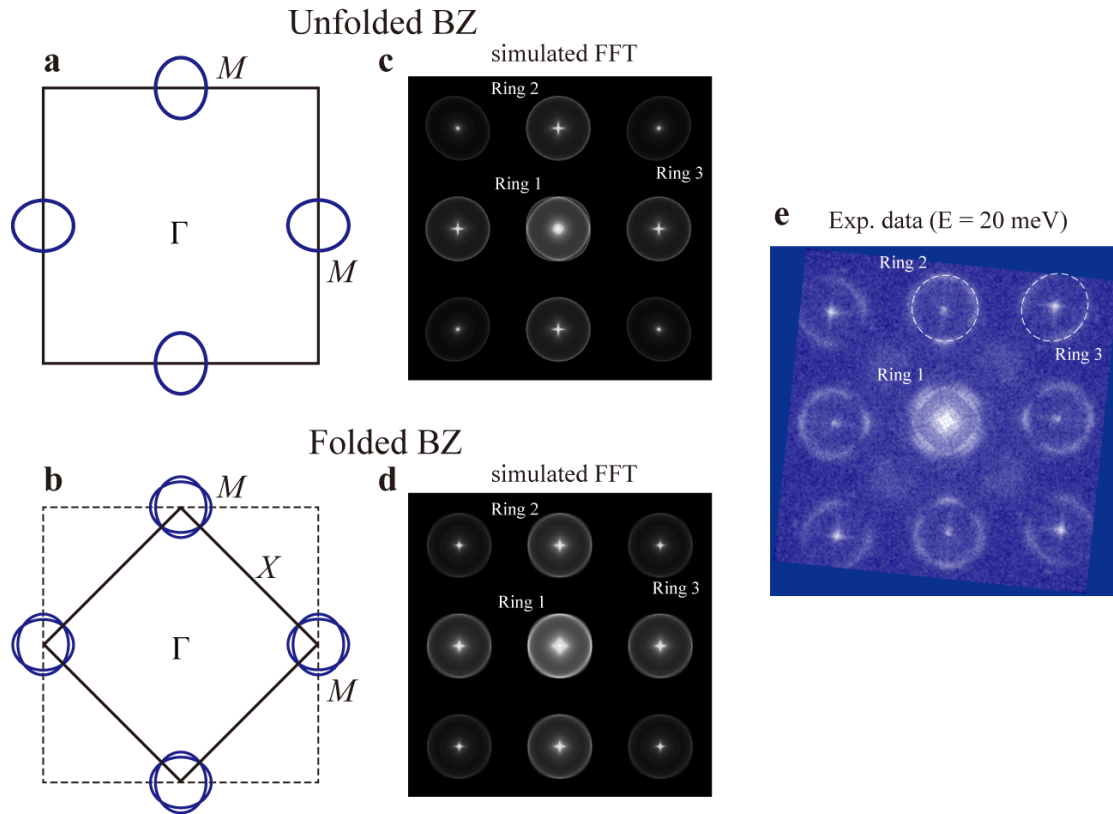 Unfolded BZ
a
M
Γ
M
c
simulated FFT
Ring 2
Ring 3
Ring 1
Folded BZ
b
M
X
Γ
M
d
simulated FFT
Ring 2
Ring 3
Ring 1
e
Exp. data (E = 20 meV)
Ring 2
Ring 3
Ring 1